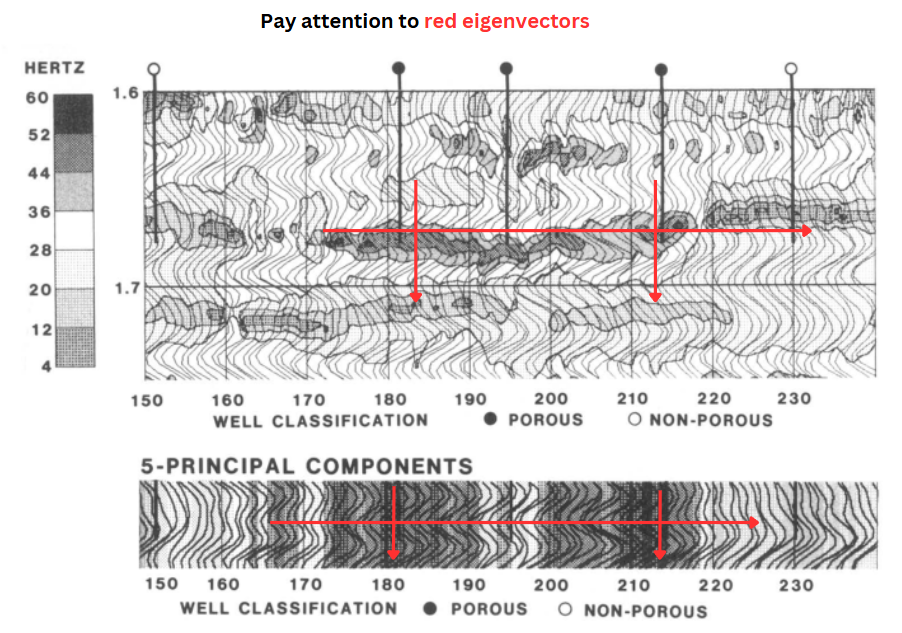 Pay attention to red eigenvectors
HERTZ
60
52
44
36
28
20
12
4
1.6
1.7
150 160 170 180 190 200 210 220 230
WELL CLASSIFICATION POROUS NON-POROUS
5-PRINCIPAL COMPONENTS
150 160 170 180 190 200 210 220 230
WELL CLASSIFICATION POROUS NON-POROUS